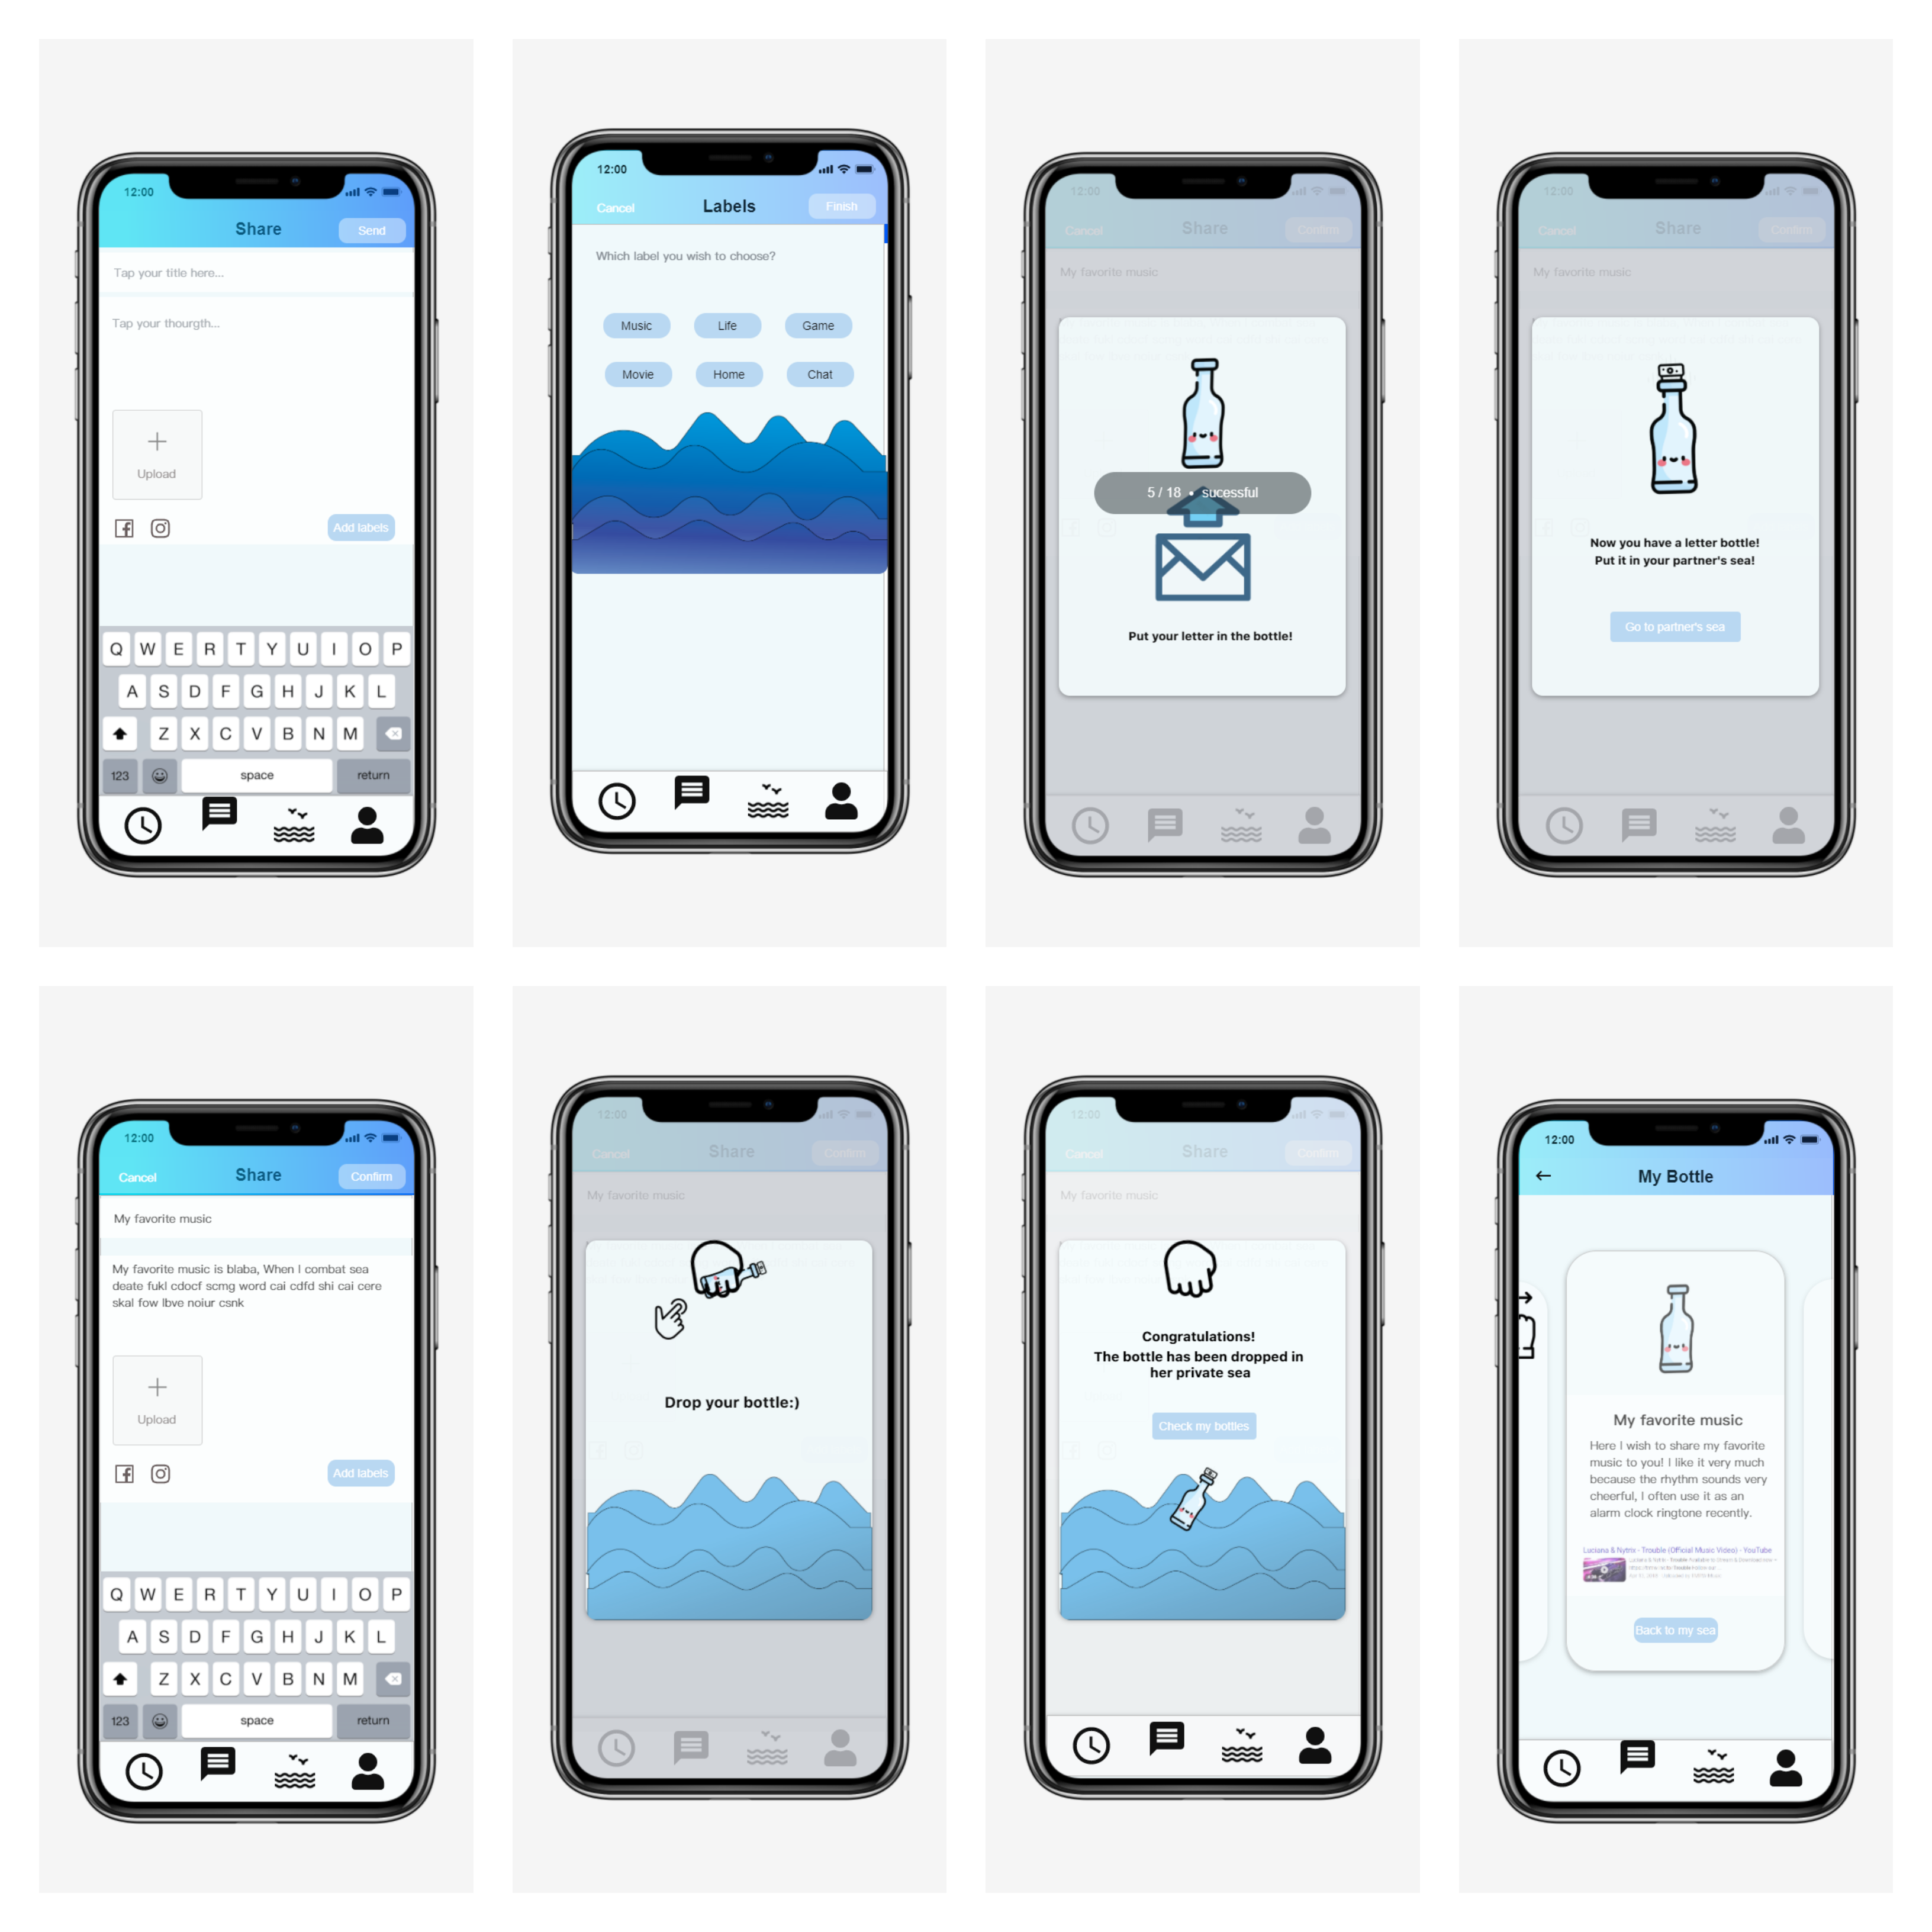 12:00
Share
Send
Tap your title here...
Tap your thourgth...
Upload
Add labels
Q W E R T Y U I O P
A S D F G H J K L
Z X C V B N M
123
space
return
12:00
Cancel
Labels
Finish
Which label you wish to choose?
Music
Life
Game
Movie
Home
Chat
12:00
Cancel
Share
Confirm
My favorite music
5 / 18 • sucessful
Put your letter in the bottle!
12:00
Cancel
Share
Confirm
My favorite music
Now you have a letter bottle!
Put it in your partner's sea!
Go to partner's sea
12:00
Cancel
Share
Confirm
My favorite music
My favorite music is blaba, When I combat sea
deate fukl cdocf scmg word cai cdfd shi cai cere
skal fow lbve noiur csnk
Upload
Add labels
Q W E R T Y U I O P
A S D F G H J K L
Z X C V B N M
123
space
return
12:00
Cancel
Share
Confirm
My favorite music
Drop your bottle:)
12:00
Cancel
Share
Confirm
My favorite music
Congratulations!
The bottle has been dropped in
her private sea
Check my bottles
12:00
My Bottle
My favorite music
Here I wish to share my favorite
music to you! I like it very much
because the rhythm sounds very
cherful, I often use it as an
alarm clock ringtone recently.
Luciana & Nytrix - Trouble (Official Music Video) - YouTube
Back to my sea